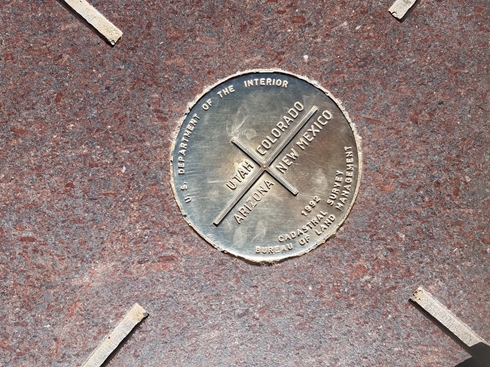 U.S. DEPARTMENT OF THE INTERIOR
UTAH COLORADO
ARIZONA NEW MEXICO
1992
CADASTRAL SURVEY
BUREAU OF LAND MANAGEMENT